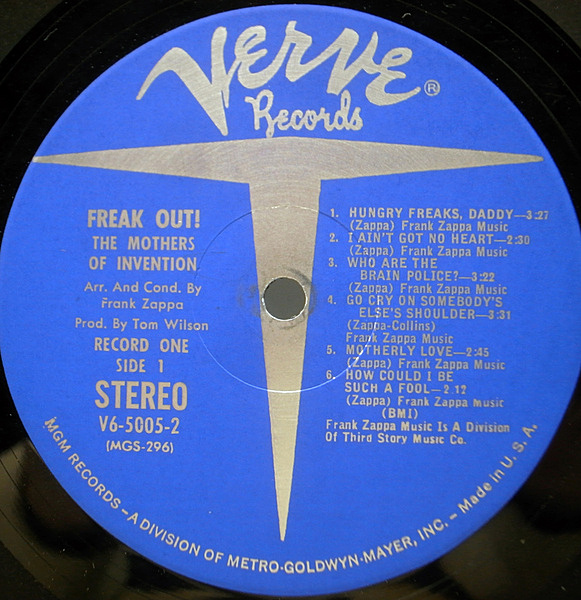 Verve®
Records
FREAK OUT!
THE MOTHERS
OF INVENTION
Arr. And Cond. By
Frank Zappa
Prod. By Tom Wilson
RECORD ONE
SIDE 1
STEREO
V6-5005-2
(MGS-296)
1. HUNGRY FREAKS, DADDY—3:27
(Zappa) Frank Zappa Music
2. I AIN'T GOT NO HEART—2:30
(Zappa) Frank Zappa Music
3. WHO ARE THE
BRAIN POLICE?—3:22
(Zappa) Frank Zappa Music
4. GO CRY ON SOMEBODY'S
ELSE'S SHOULDER—3:31
(Zappa-Collins)
Frank Zappa Music
5. MOTHERLY LOVE—2:45
(Zappa) Frank Zappa Music
6. HOW COULD I BE
SUCH A FOOL—2:12
(Zappa) Frank Zappa Music
(BMI)
Frank Zappa Music Is A Division
Of Third Story Music Co.
MGM RECORDS – A DIVISION OF METRO-GOLDWYN-MAYER, INC. – Made in U. S. A.